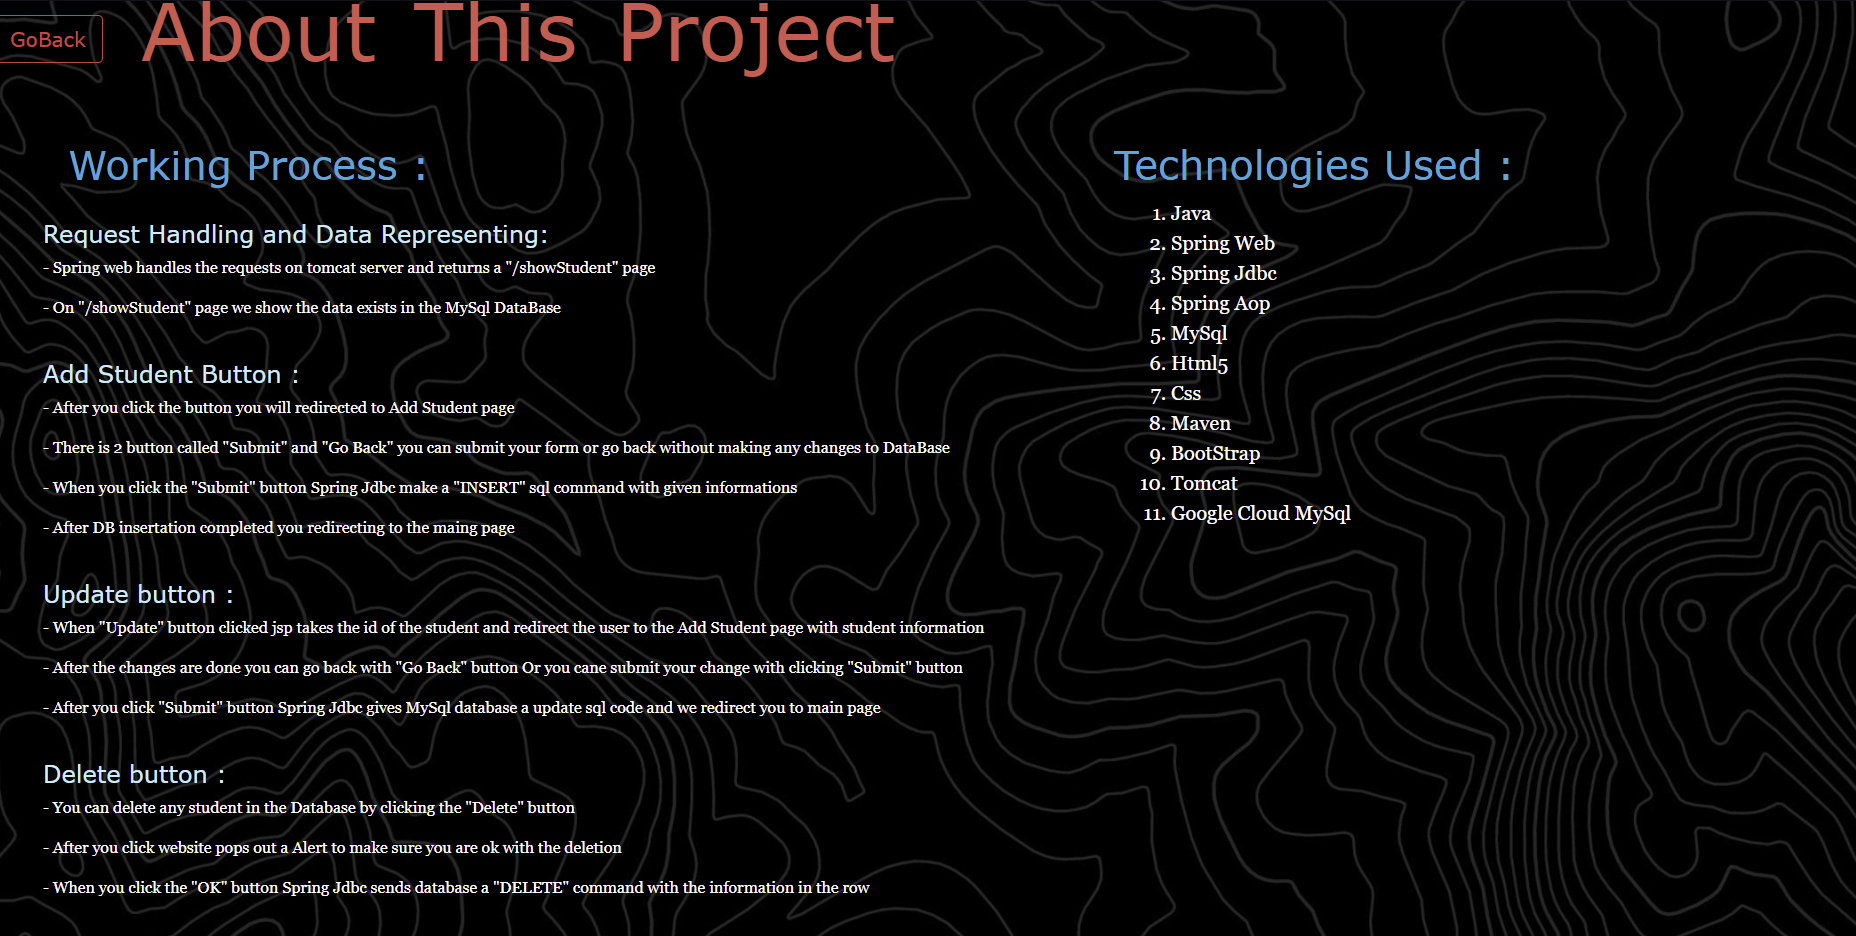 GoBack
About This Project
Working Process :
Request Handling and Data Representing:
- Spring web handles the requests on tomcat server and returns a "/showStudent" page
- On "/showStudent" page we show the data exists in the MySql DataBase
Add Student Button :
- After you click the button you will redirected to Add Student page
- There is 2 button called "Submit" and "Go Back" you can submit your form or go back without making any changes to DataBase
- When you click the "Submit" button Spring Jdbc make a "INSERT" sql command with given informations
- After DB insertation completed you redirecting to the maing page
Update button :
- When "Update" button clicked jsp takes the id of the student and redirect the user to the Add Student page with student information
- After the changes are done you can go back with "Go Back" button Or you cane submit your change with clicking "Submit" button
- After you click "Submit" button Spring Jdbc gives MySql database a update sql code and we redirect you to main page
Delete button :
- You can delete any student in the Database by clicking the "Delete" button
- After you click website pops out a Alert to make sure you are ok with the deletion
- When you click the "OK" button Spring Jdbc sends database a "DELETE" command with the information in the row
Technologies Used :
1. Java
2. Spring Web
3. Spring Jdbc
4. Spring Aop
5. MySql
6. Html5
7. Css
8. Maven
9. BootStrap
10. Tomcat
11. Google Cloud MySql